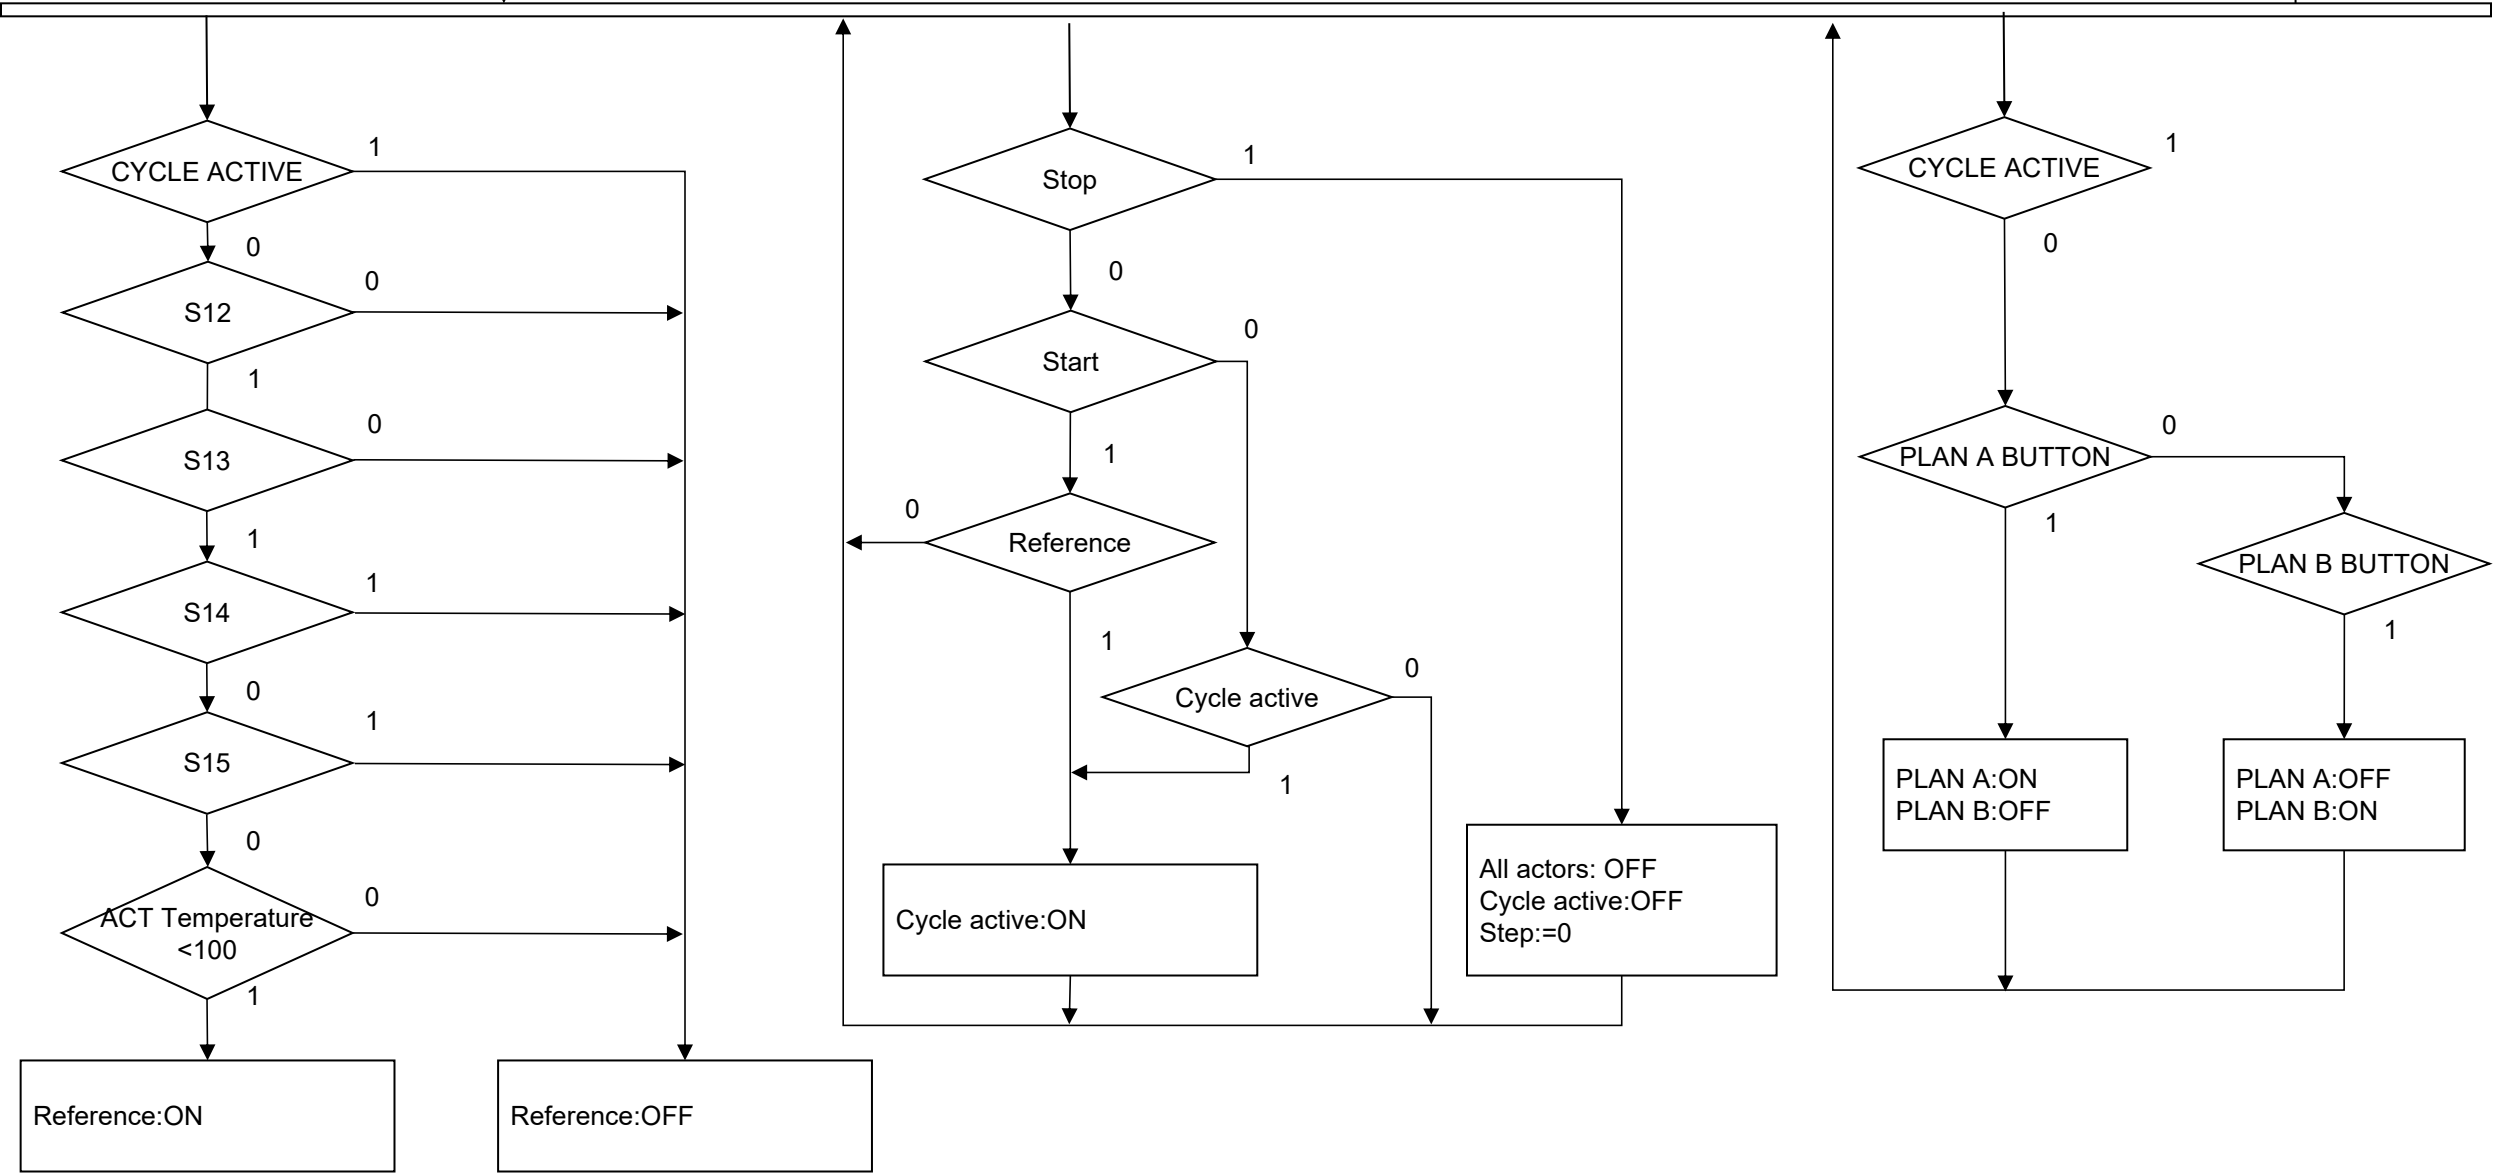 CYCLE ACTIVE
1
0
S12
0
1
S13
0
1
S14
1
0
S15
1
0
ACT Temperature
<100
0
1
Reference:ON
Reference:OFF
Stop
1
0
Start
0
1
Reference
0
1
Cycle active
0
1
Cycle active:ON
All actors: OFF
Cycle active:OFF
Step:=0
CYCLE ACTIVE
1
0
PLAN A BUTTON
0
1
PLAN B BUTTON
1
PLAN A:ON
PLAN B:OFF
PLAN A:OFF
PLAN B:ON